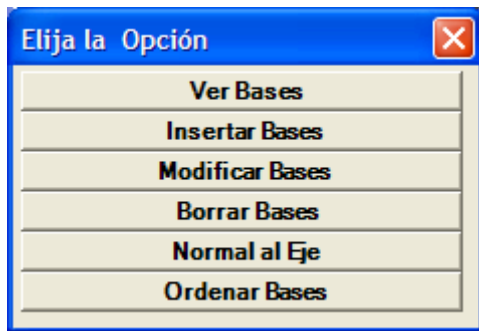 Elija la Opción
Ver Bases
Insertar Bases
Modificar Bases
Borrar Bases
Normal al Eje
Ordenar Bases